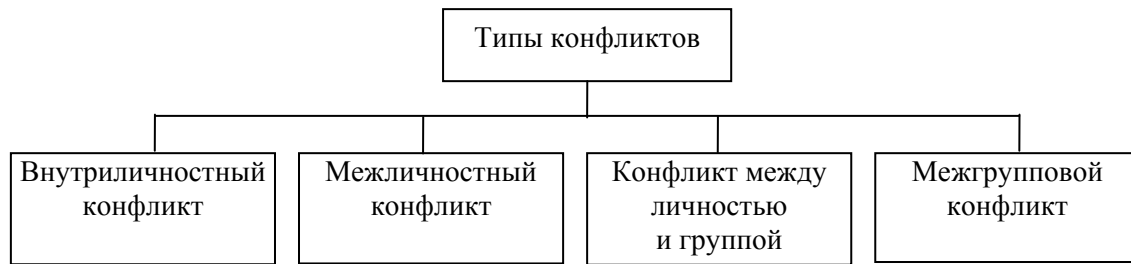 Типы конфликтов
Внутриличностный
конфликт
Межличностный
конфликт
Конфликт между
личностью
и группой
Межгрупповой
конфликт